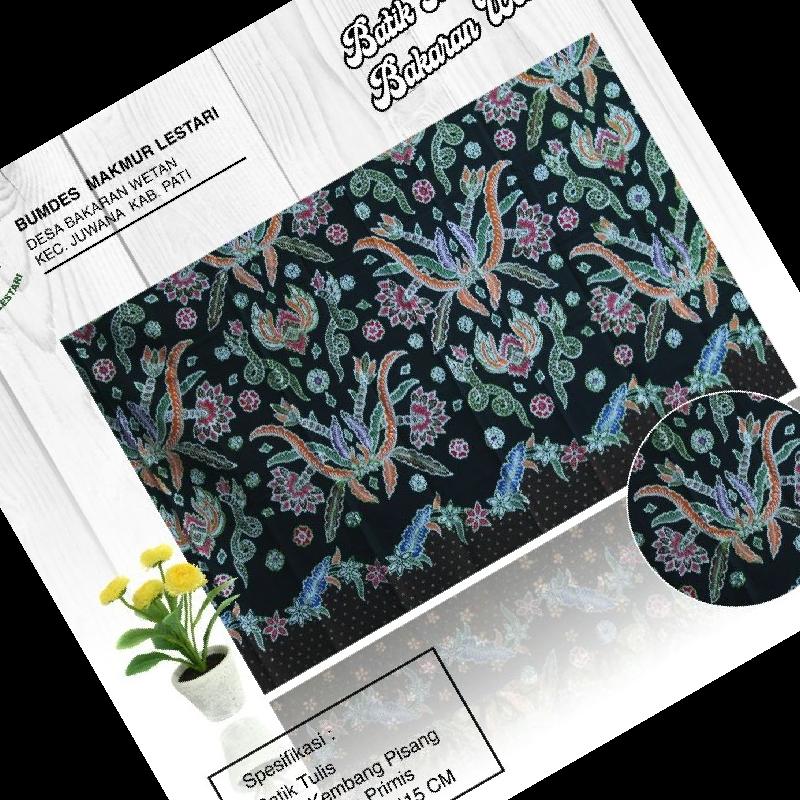 Batik
Bakaran
BUMDES MAKMUR LESTARI
DESA BAKARAN WETAN
KEC. JUWANA KAB. PATI
LESTARI
Spesifikasi :
Batik Tulis
Kembang Pisang
Primis
15 CM